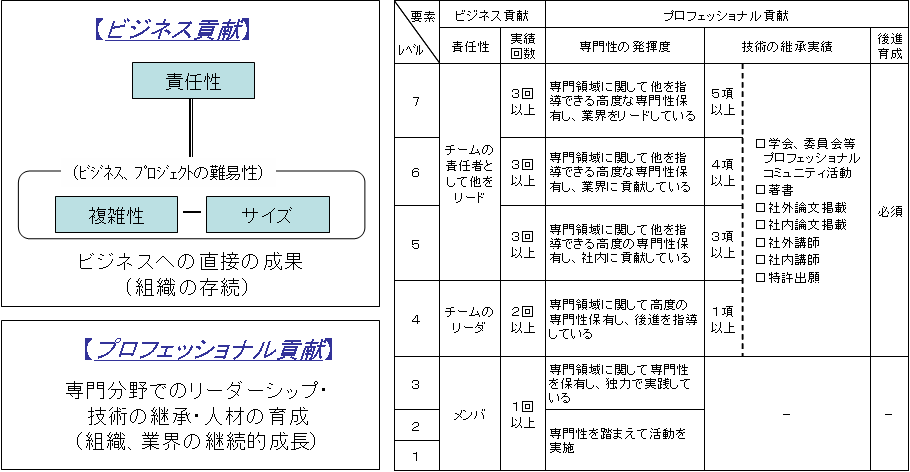 【ビジネス貢献】
責任性
(ビジネス、プロジェクトの難易性)
複雑性
サイズ
ビジネスへの直接の成果
(組織の存続)
【プロフェッショナル貢献】
専門分野でのリーダーシップ・
技術の継承・人材の育成
(組織、業界の継続的成長)
要素
レベル
ビジネス貢献
プロフェッショナル貢献
責任性
実績
回数
専門性の発揮度
技術の継承実績
後進
育成
7
3回
以上
専門領域に関して他を指
導できる高度な専門性保
有し、業界をリードしている
5項
以上
6
チームの
責任者と
して他を
リード
3回
以上
専門領域に関して他を指
導できる高度な専門性保
有し、業界に貢献している
4項
以上
5
3回
以上
専門領域に関して他を指
導できる高度の専門性保
有し、社内に貢献している
3項
以上
4
チームの
リーダ
2回
以上
専門領域に関して高度の
専門性保有し、後進を指導
している
1項
以上
□学会、委員会等
プロフェッショナル
コミュニティ活動
□著書
□社外論文掲載
□社内論文掲載
□社外講師
□社内講師
□特許出願
必須
3
専門領域に関して専門性
を保有し、独力で実践して
いる
2
メンバ
1回
以上
専門性を踏まえて活動を
実施
1
－
－